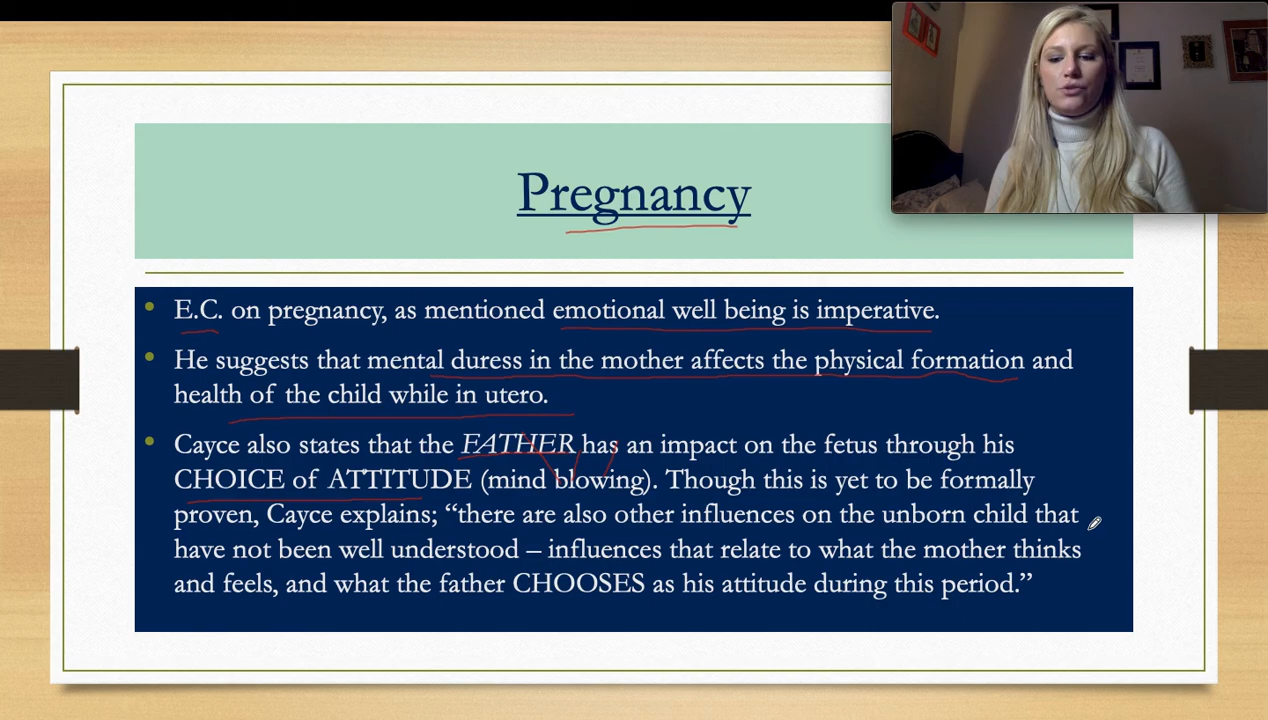 Pregnancy
E.C. on pregnancy, as mentioned emotional well being is imperative.
He suggests that mental duress in the mother affects the physical formation and
health of the child while in utero.
Cayce also states that the FATHER has an impact on the fetus through his
CHOICE of ATTITUDE (mind blowing). Though this is yet to be formally
proven, Cayce explains; “there are also other influences on the unborn child that
have not been well understood – influences that relate to what the mother thinks
and feels, and what the father CHOOSES as his attitude during this period.”